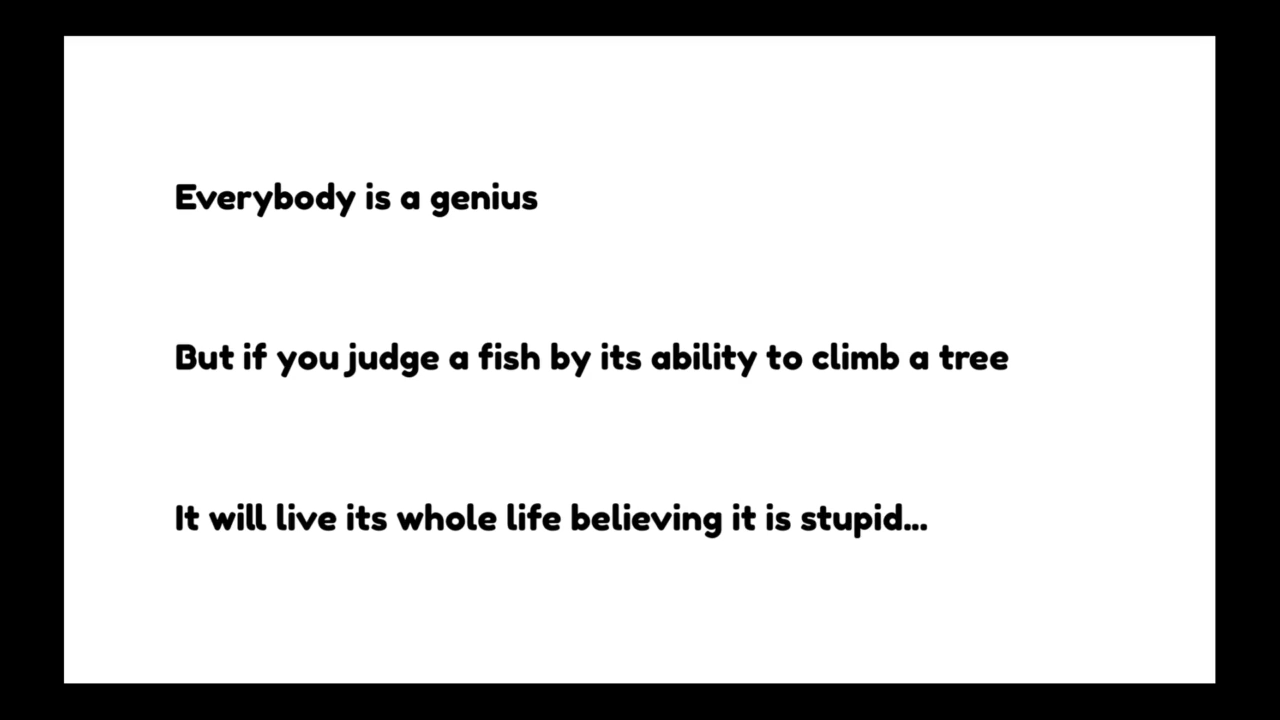 Everybody is a genius
But if you judge a fish by its ability to climb a tree
It will live its whole life believing it is stupid...